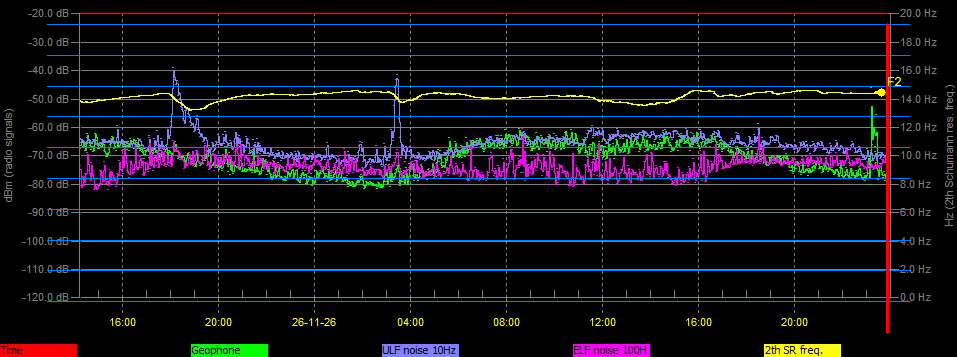 -20.0 dB 20.0 Hz
-30.0 dB 18.0 Hz
-40.0 dB 16.0 Hz
F2
-50.0 dB 14.0 Hz
-60.0 dB 12.0 Hz
-70.0 dB 10.0 Hz
-80.0 dB 8.0 Hz
-90.0 dB 6.0 Hz
-100.0 dB 4.0 Hz
-110.0 dB 2.0 Hz
-120.0 dB 0.0 Hz
dBm (radio signals)
Hz (2th Schumann res. freq.)
16:00 20:00 26-11-26 04:00 08:00 12:00 16:00 20:00
Time Geophone ULF noise 10Hz ELF noise 100H 2th SR freq.